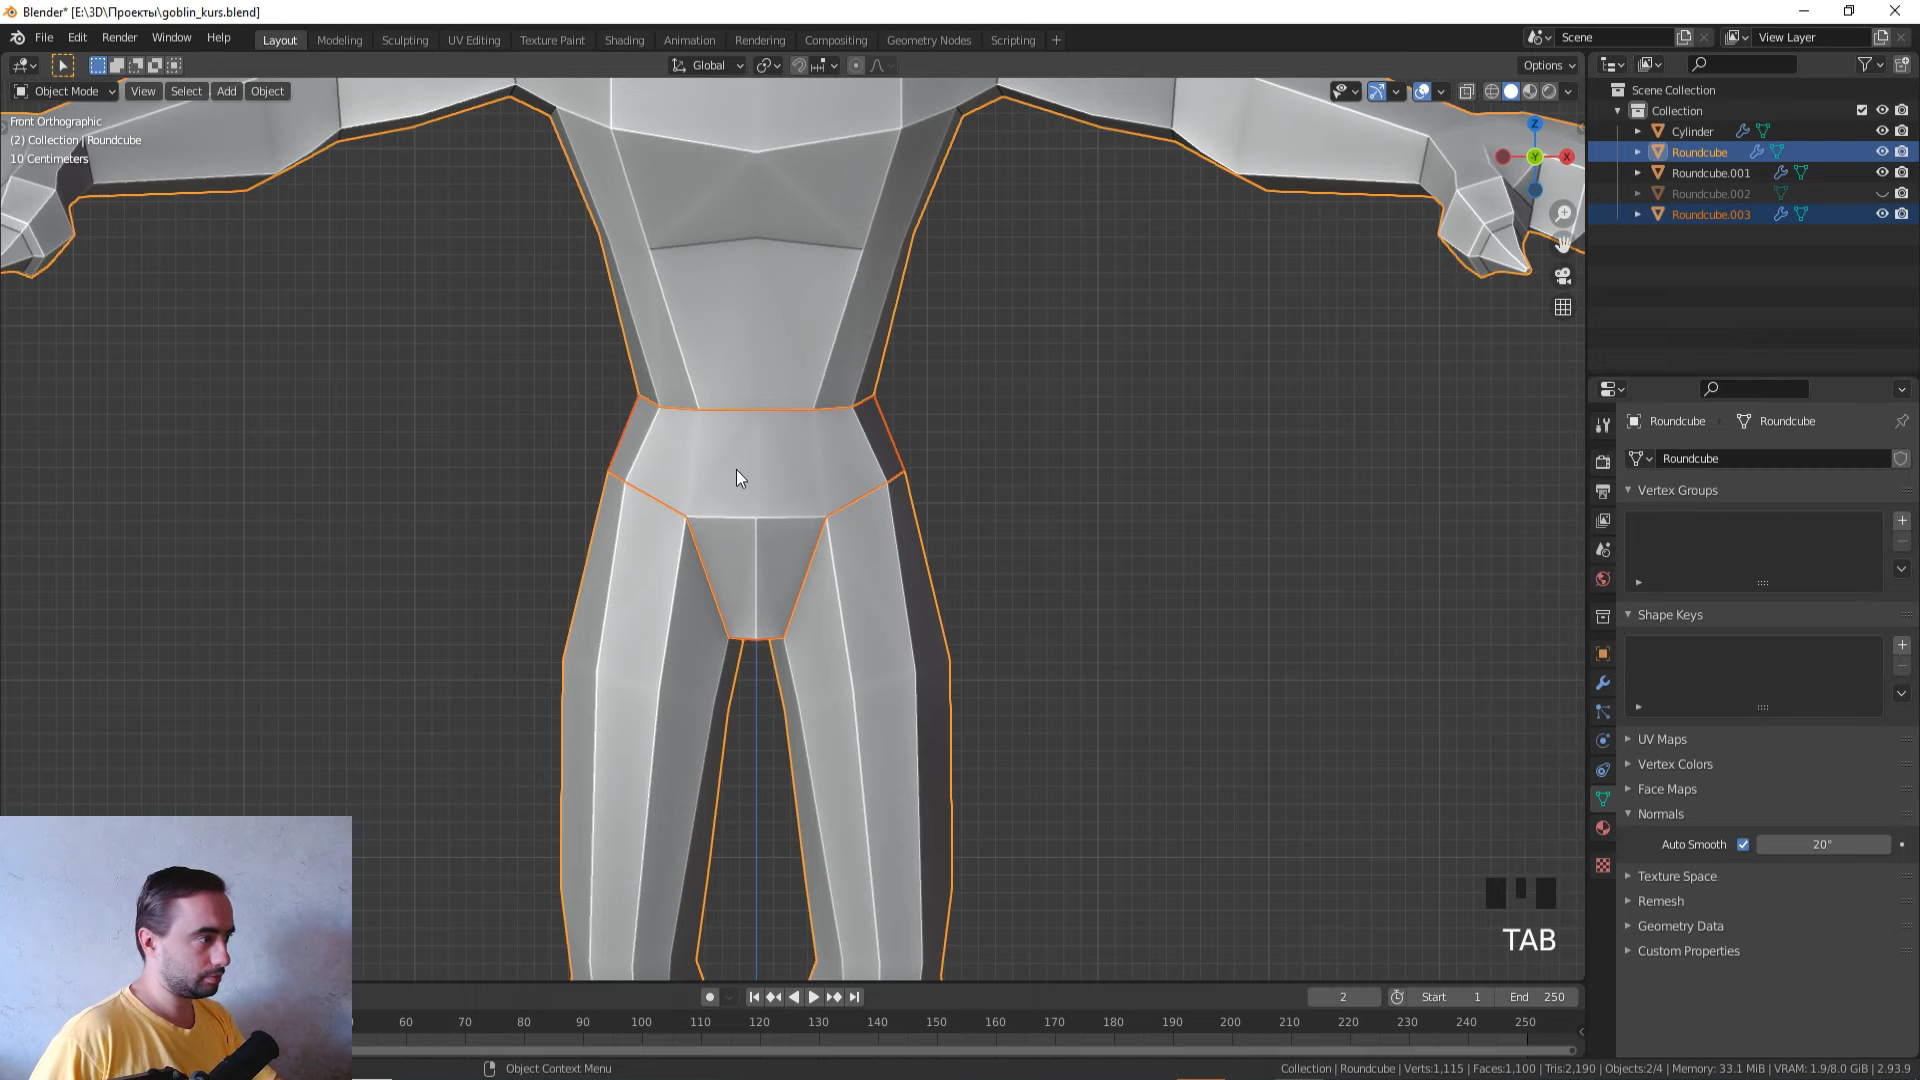 Blender* [E:\3D\Проекты\goblin_kurs.blend]
File Edit Render Window Help
Layout Modeling Sculpting UV Editing Texture Paint Shading Animation Rendering Compositing Geometry Nodes Scripting +
Scene
View Layer
Global
Options
Object Mode View Select Add Object
Front Orthographic
(2) Collection | Roundcube
10 Centimeters
Z
Y
X
Scene Collection
Collection
Cylinder
Roundcube
Roundcube.001
Roundcube.002
Roundcube.003
Roundcube Roundcube
Roundcube
Vertex Groups
Shape Keys
UV Maps
Vertex Colors
Face Maps
Normals
Auto Smooth 20°
Texture Space
Remesh
Geometry Data
Custom Properties
TAB
2 Start 1 End 250
60 70 80 90 100 110 120 130 140 150 160 170 180 190 200 210 220 230 240 250
Object Context Menu
Collection | Roundcube | Verts:1,115 | Faces:1,100 | Tris:2,190 | Objects:2/4 | Memory: 33.1 MiB | VRAM: 1.9/8.0 GiB | 2.93.9